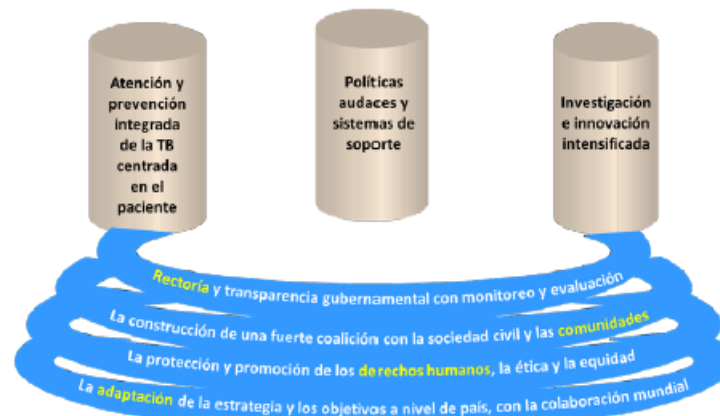 Atención y
prevención
integrada
de la TB
centrada
en el
paciente
Políticas
audaces y
sistemas de
soporte
Investigación
e innovación
intensificada
Rectoría y transparencia gubernamental con monitoreo y evaluación
La construcción de una fuerte coalición con la sociedad civil y las comunidades
La protección y promoción de los derechos humanos, la ética y la equidad
La adaptación de la estrategia y los objetivos a nivel de país, con la colaboración mundial